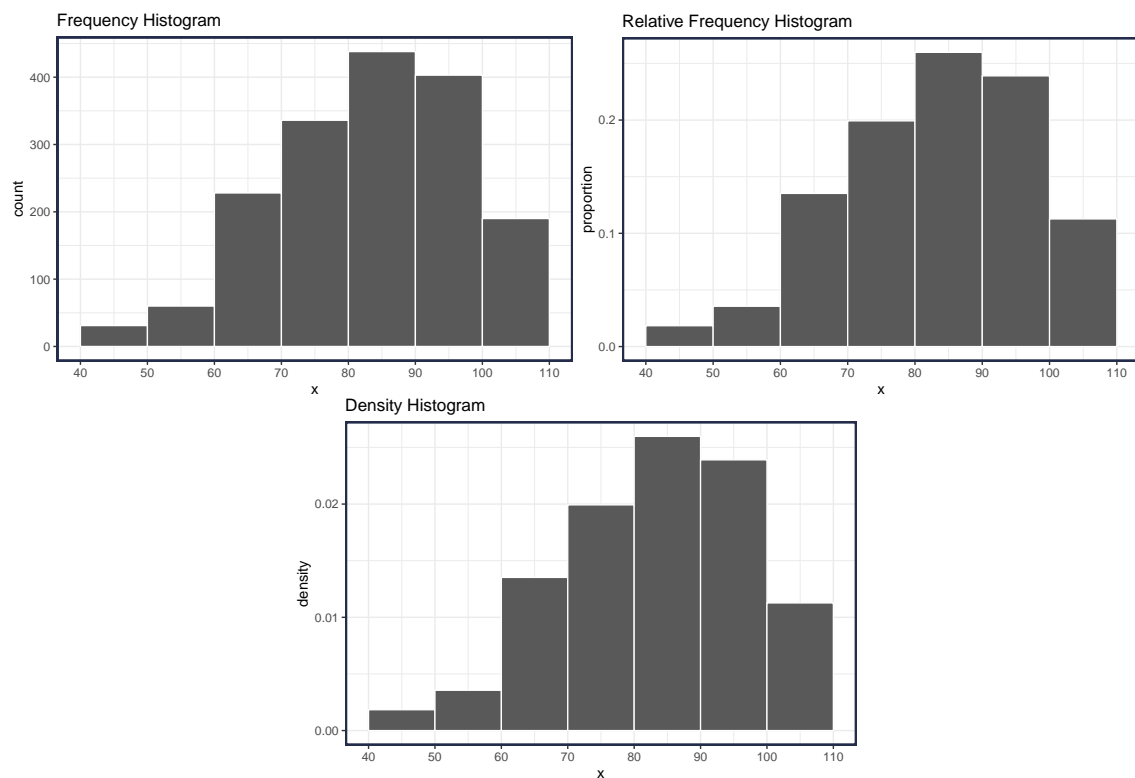 Frequency Histogram
count
400
300
200
100
0
40 50 60 70 80 90 100 110
x
Relative Frequency Histogram
proportion
0.2
0.1
0.0
40 50 60 70 80 90 100 110
x
Density Histogram
density
0.02
0.01
0.00
40 50 60 70 80 90 100 110
x